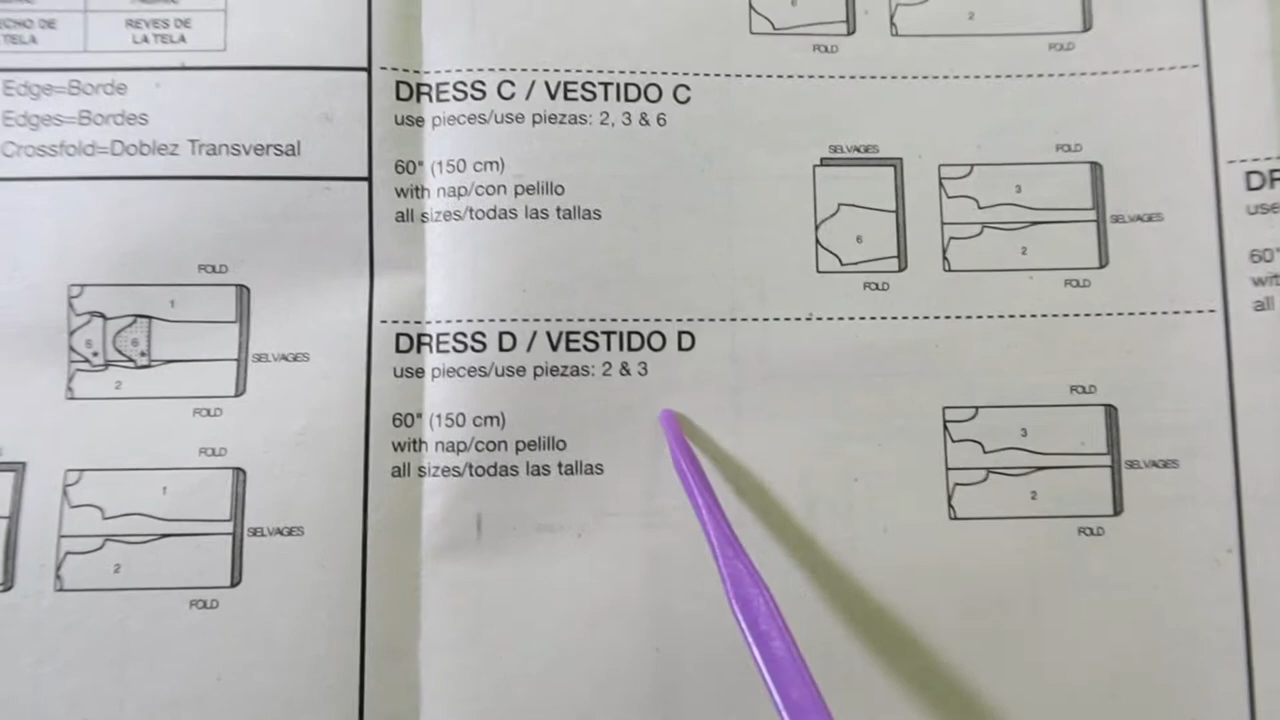 REVES DE
LA TELA
TELA
Edge=Borde
Edges=Bordes
Crossfold=Doblez Transversal
FOLD
1
6
6
2
SELVAGES
FOLD
FOLD
1
SELVAGES
2
FOLD
6
2
FOLD
FOLD
DRESS C / VESTIDO C
use pieces/use piezas: 2, 3 & 6
60" (150 cm)
with nap/con pelillo
all sizes/todas las tallas
SELVAGES
6
FOLD
FOLD
3
SELVAGES
2
FOLD
DRESS D / VESTIDO D
use pieces/use piezas: 2 & 3
60" (150 cm)
with nap/con pelillo
all sizes/todas las tallas
FOLD
3
SELVAGES
2
FOLD
use
60"
all